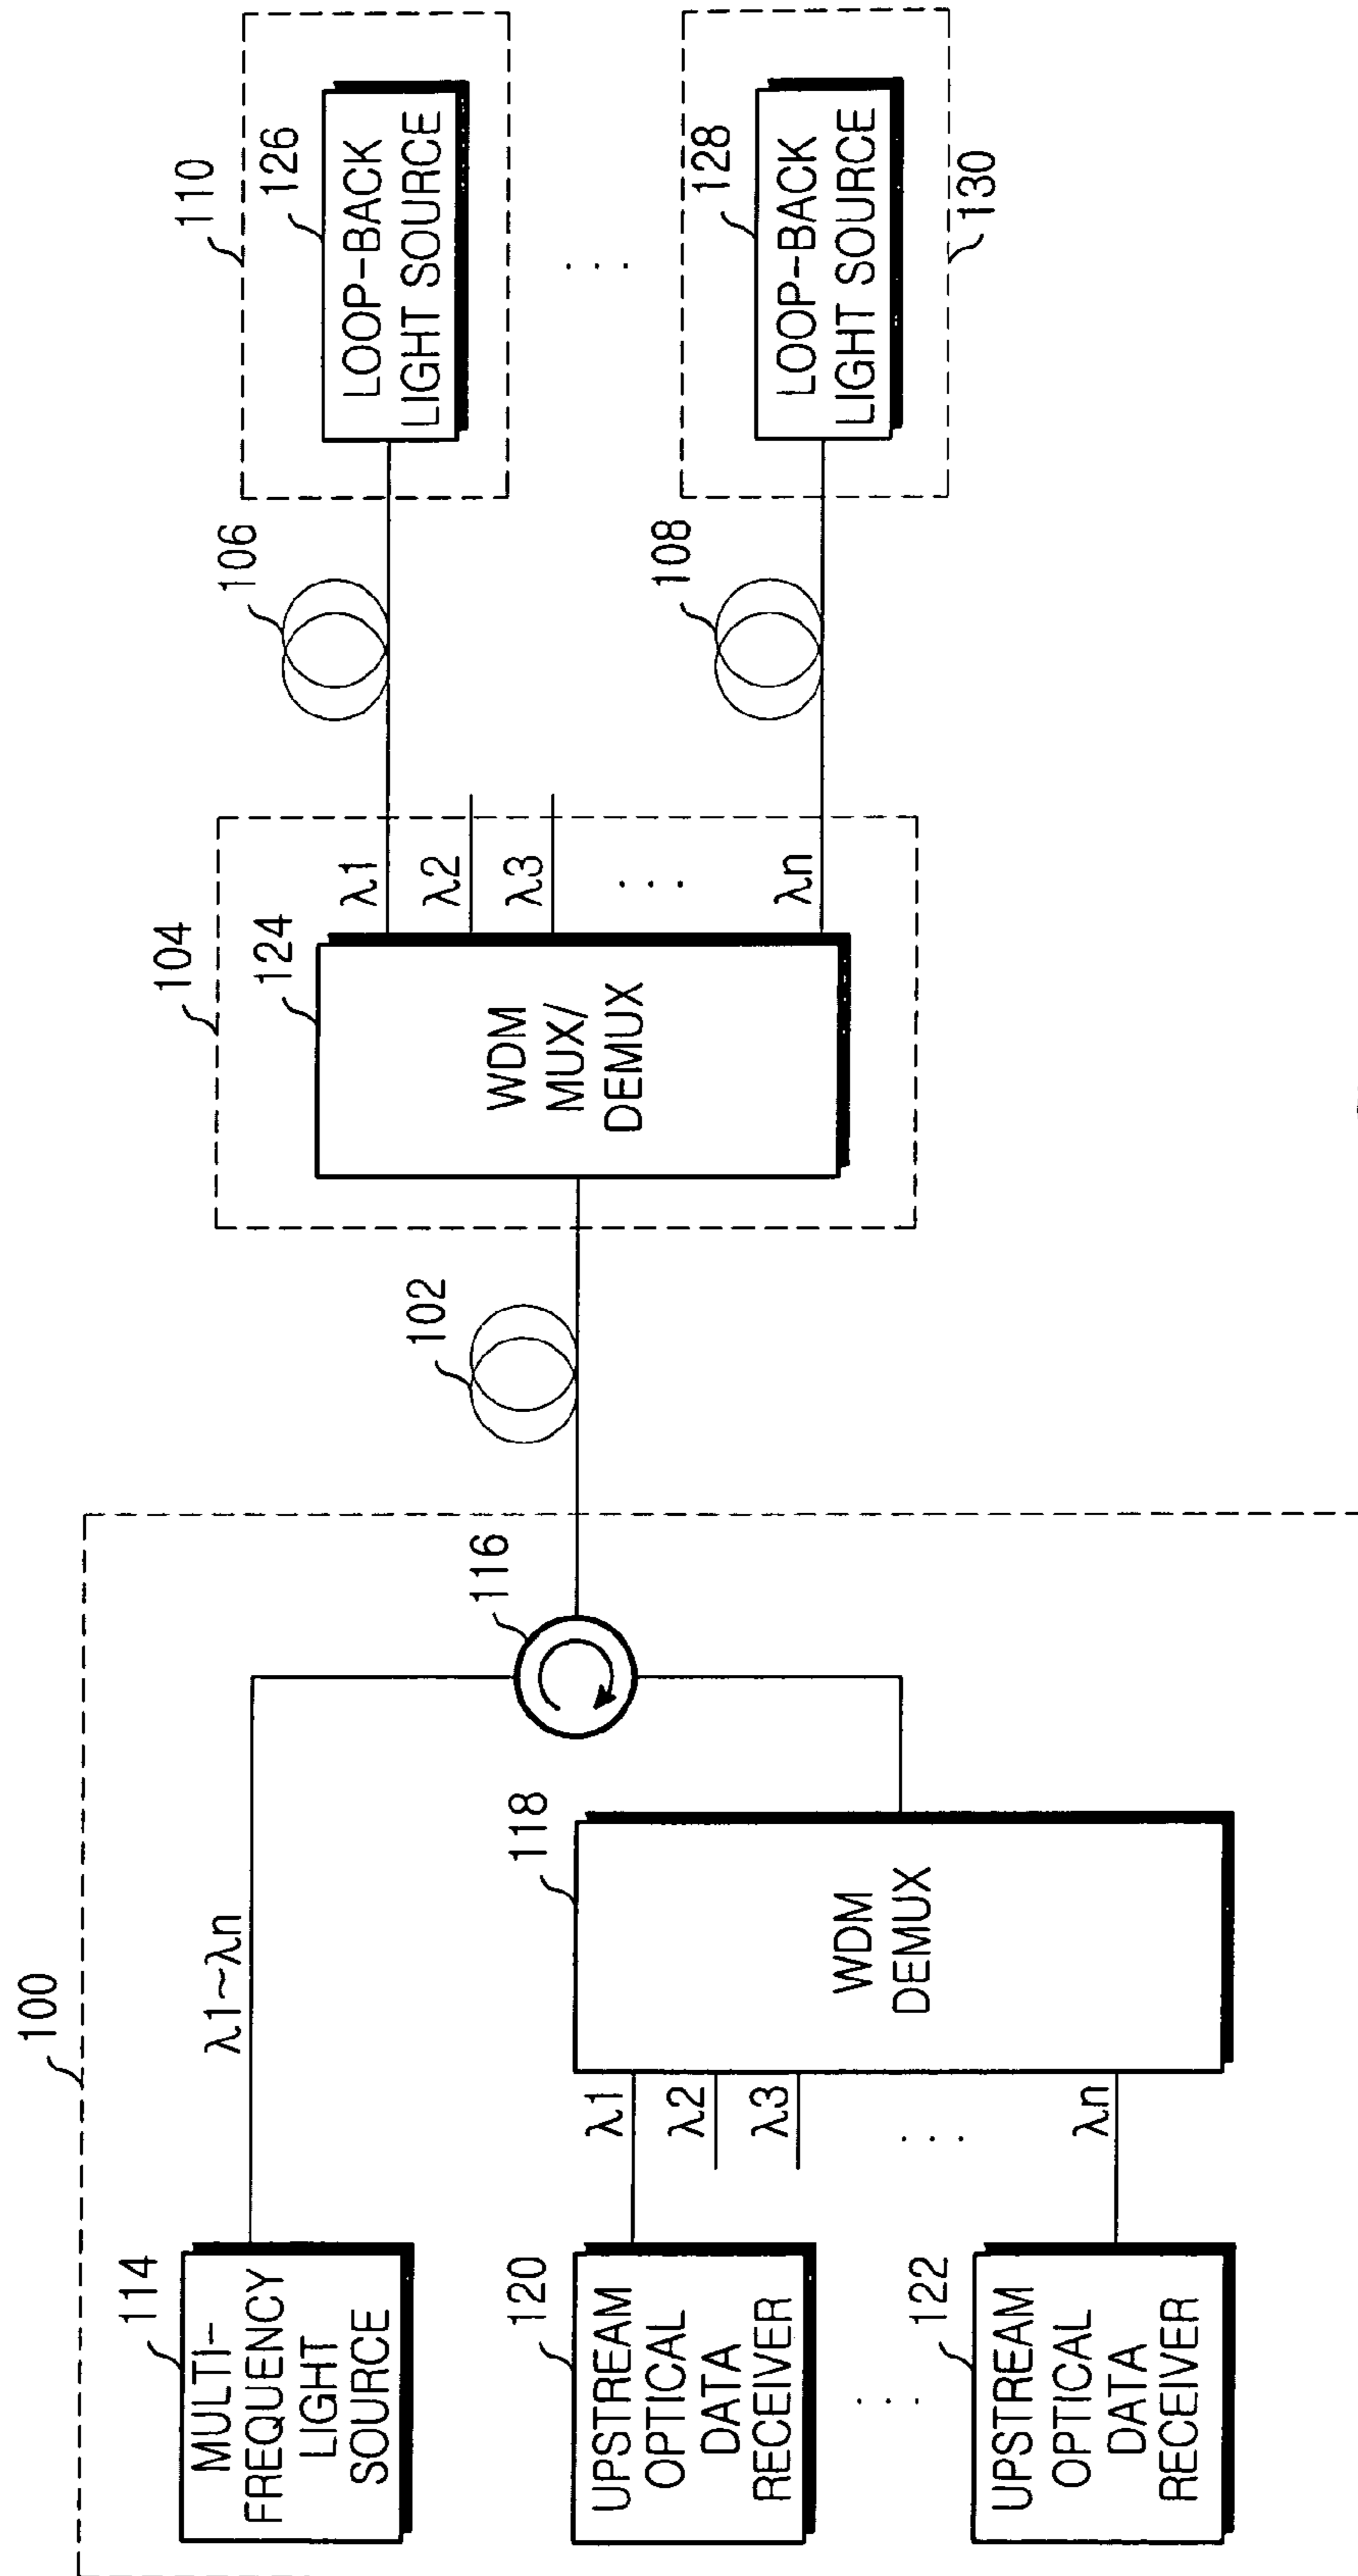 100
114
MULTI-
FREQUENCY
LIGHT
SOURCE
λ1~λn
116
118
WDM
DEMUX
λ1
λ2
λ3
...
λn
120
UPSTREAM
OPTICAL
DATA
RECEIVER
...
122
UPSTREAM
OPTICAL
DATA
RECEIVER
102
104
124
WDM
MUX/
DEMUX
λ1
λ2
λ3
...
λn
106
108
110
126
LOOP-BACK
LIGHT SOURCE
...
128
LOOP-BACK
LIGHT SOURCE
130